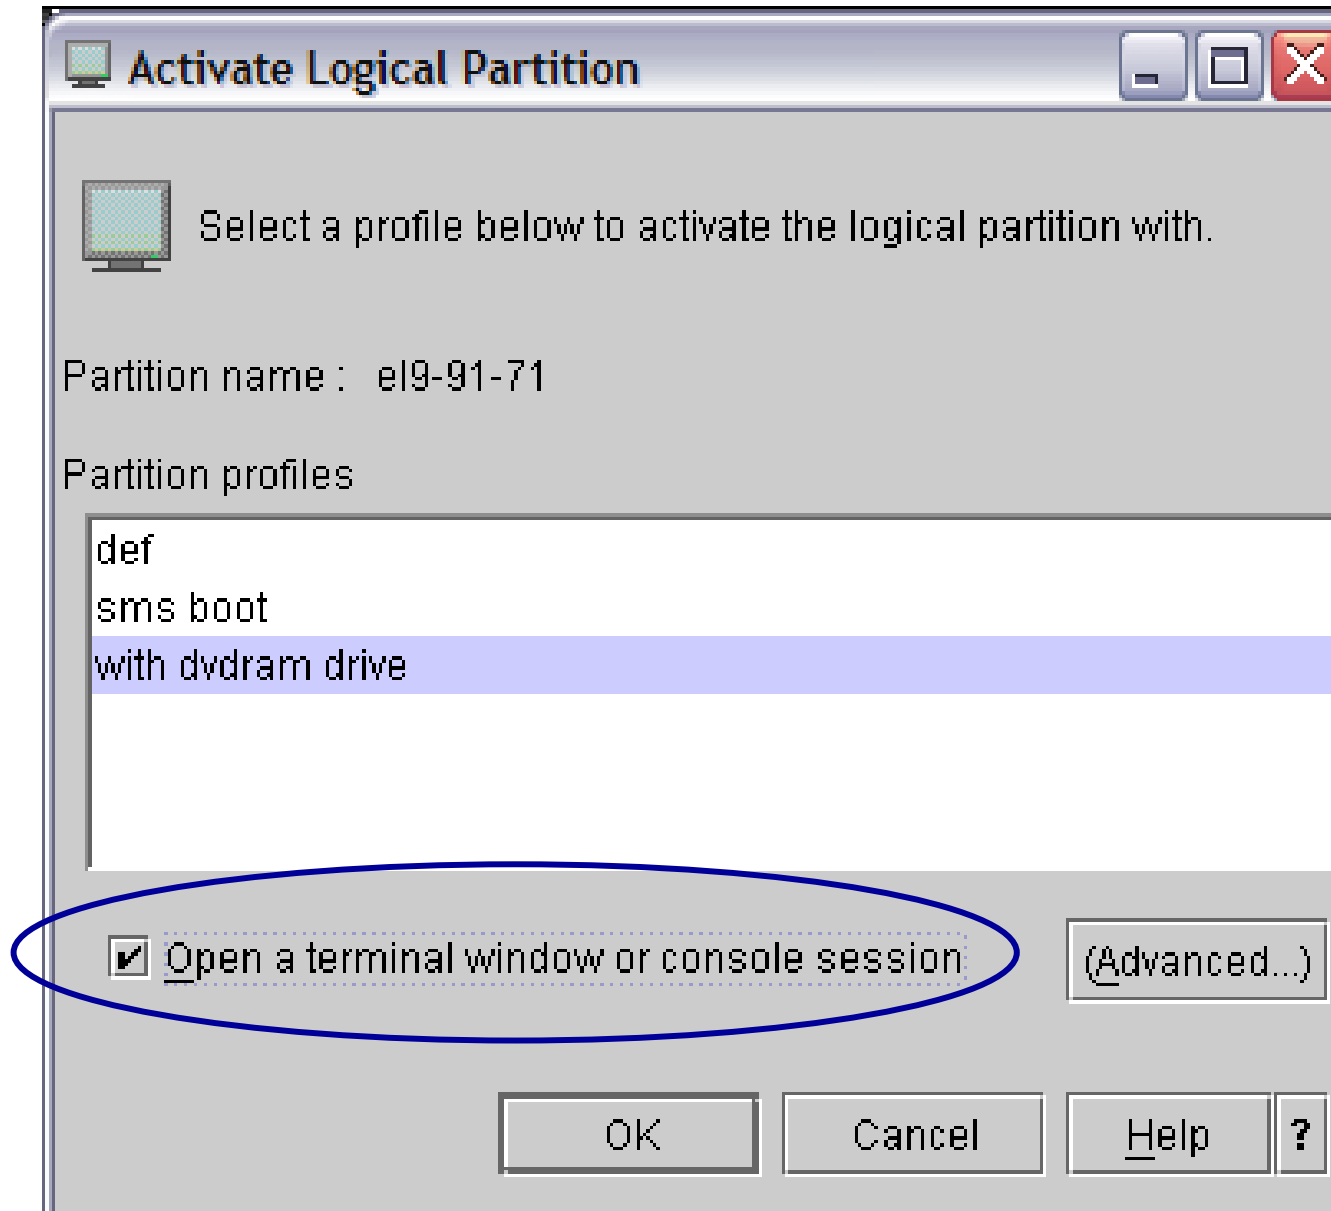 Activate Logical Partition
Select a profile below to activate the logical partition with.
Partition name : el9-91-71
Partition profiles
def
sms boot
with dvdram drive
Open a terminal window or console session
(Advanced...)
OK Cancel Help ?